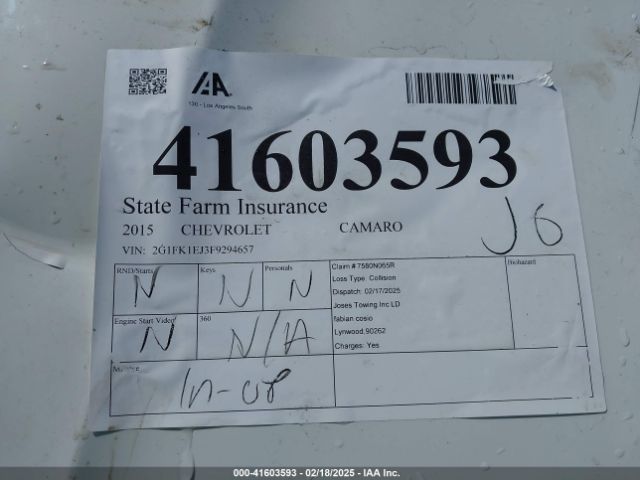 IAA
130 - Los Angeles South
41603593
State Farm Insurance
2015 CHEVROLET CAMARO
J6
VIN: 2G1FK1EJ3F9294657
RND/Starts Keys Personals
N N N
Claim # 7580N065R
Loss Type: Collision
Dispatch: 02/17/2025
Joses Towing Inc LD
fabian cosio
Lynwood,90262
Charges: Yes
Biohazard
Engine Start Video 360
N N/A
In-op
000-41603593 - 02/18/2025 - IAA Inc.